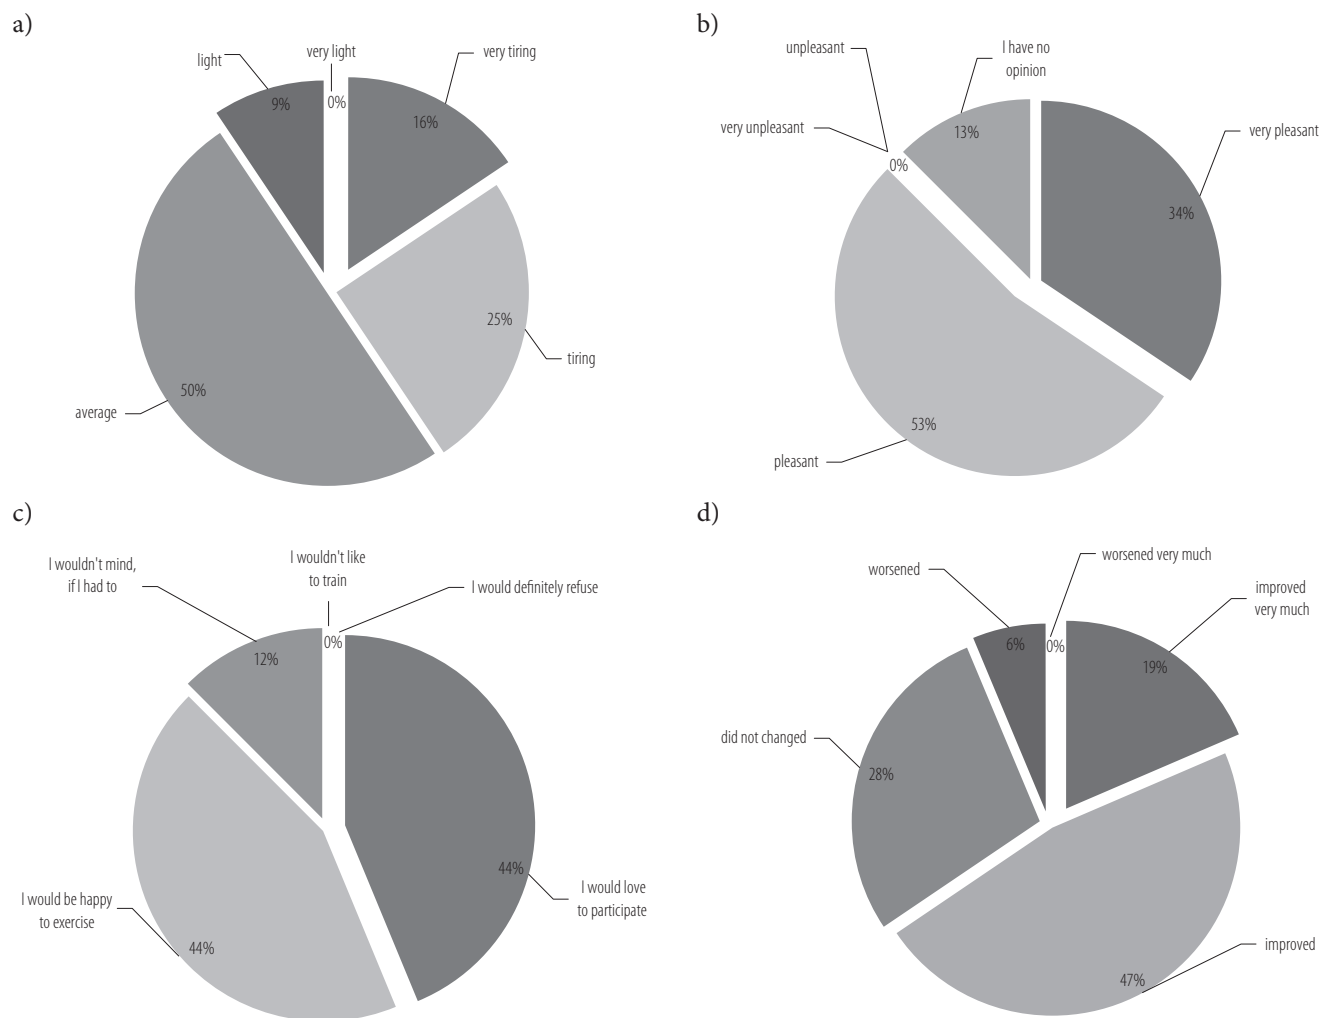 a)
very light
light
very tiring
9%
0%
16%
25%
tiring
50%
average
b)
unpleasant
I have no
opinion
very unpleasant
very pleasant
13%
0%
34%
53%
pleasant
c)
I wouldn't mind,
if I had to
I wouldn't like
to train
I would definitely refuse
0%
12%
44%
I would love
to participate
I would be happy
to exercise
44%
d)
worsened very much
worsened
improved
very much
6%
0%
19%
did not changed
28%
improved
47%